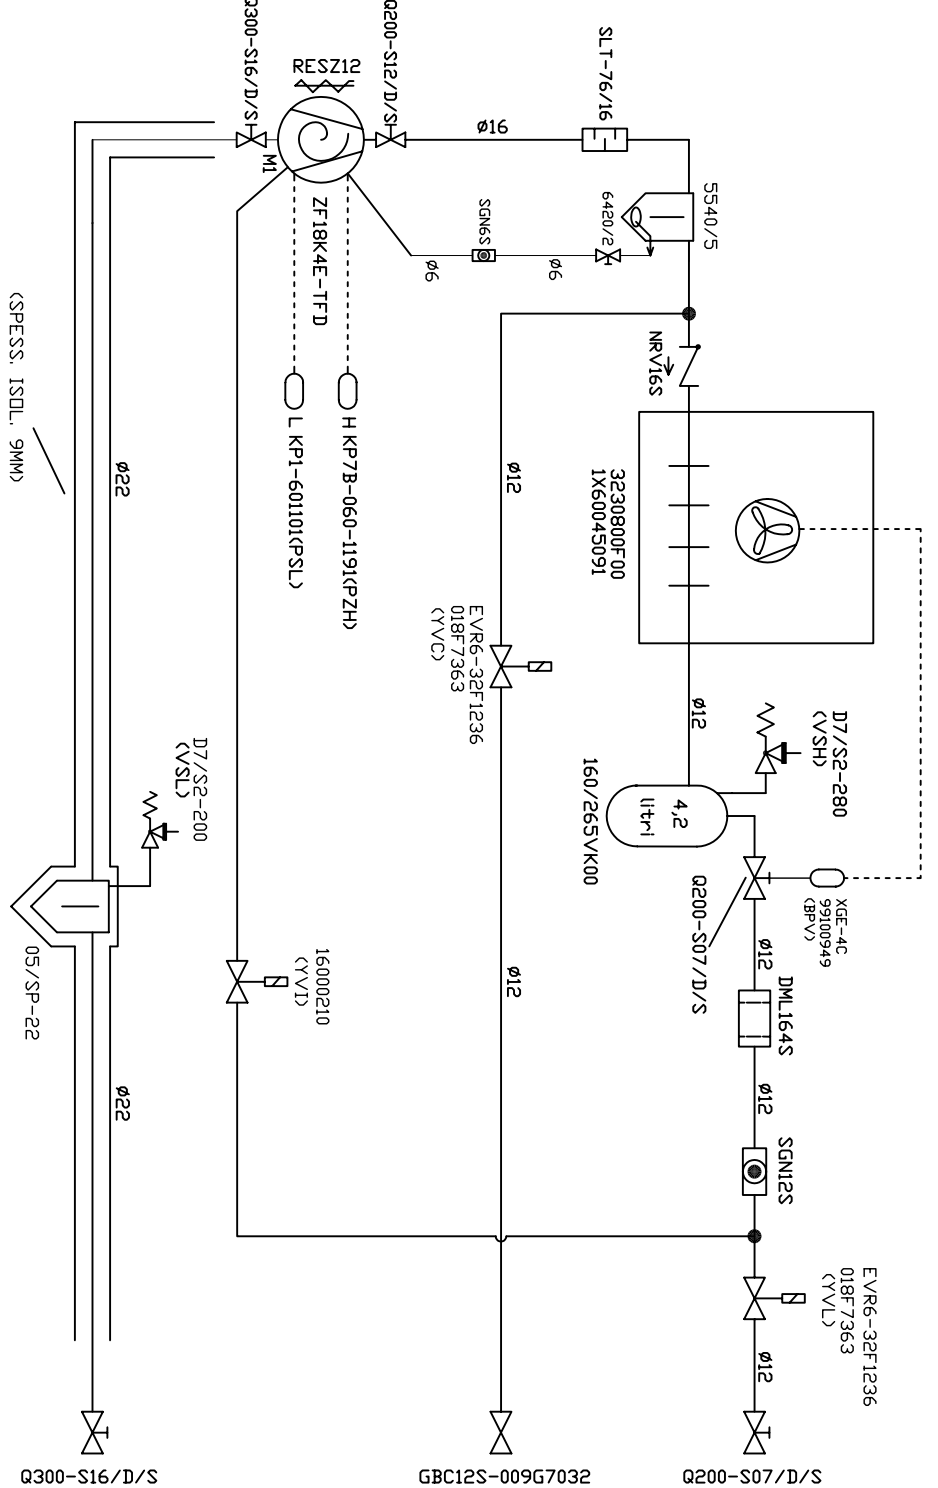 Q300-S16/D/S
Q200-S12/D/S
RESZ12
M1
ZF18K4E-TFD
ø16
SLT-76/16
5540/5
6420/2
SGN6S
ø6
ø6
NRV16S
3230800F00
1X60045091
L KP1-601101(PSL)
H KP7B-060-1191(PZH)
(SPESS. ISOL. 9MM)
ø22
ø12
EVR6-32F1236
018F7363
(YVC)
ø12
D7/S2-280
(VSH)
4,2
litri
160/265VK00
Q200-S07/D/S
XGE-4C
99100949
(BPV)
ø12
DML164S
ø12
SGN12S
D7/S2-200
(VSL)
05/SP-22
16000210
(YVI)
ø12
ø22
EVR6-32F1236
018F7363
(YVL)
ø12
Q300-S16/D/S
GBC12S-009G7032
Q200-S07/D/S